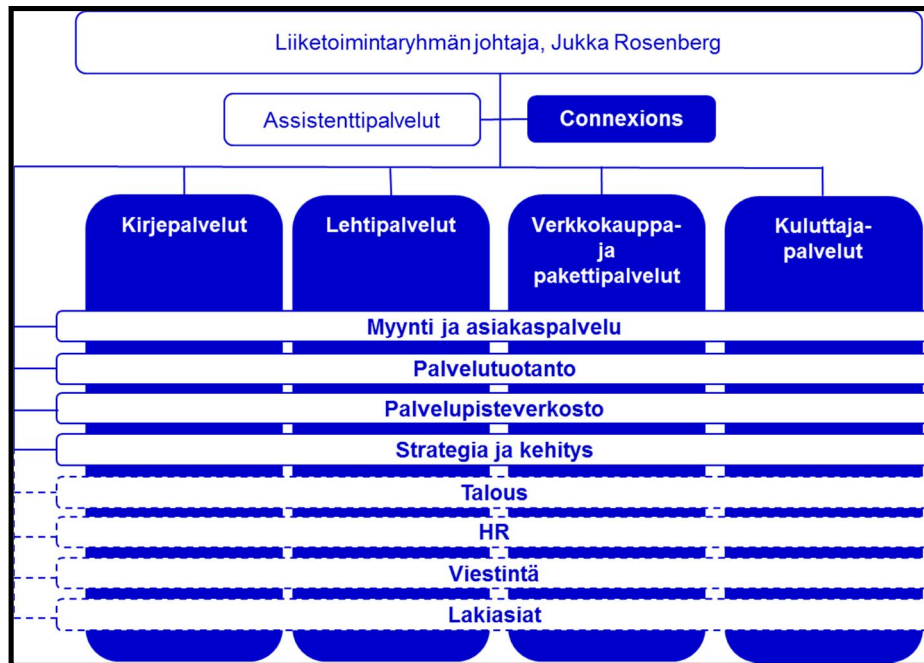 Liiketoimintaryhmän johtaja, Jukka Rosenberg
Assistenttipalvelut
Connexions
Kirjepalvelut
Lehtipalvelut
Verkkokauppa-
ja
pakettipalvelut
Kuluttaja-
palvelut
Myynti ja asiakaspalvelu
Palvelutuotanto
Palvelupisteverkosto
Strategia ja kehitys
Talous
HR
Viestintä
Lakiasiat